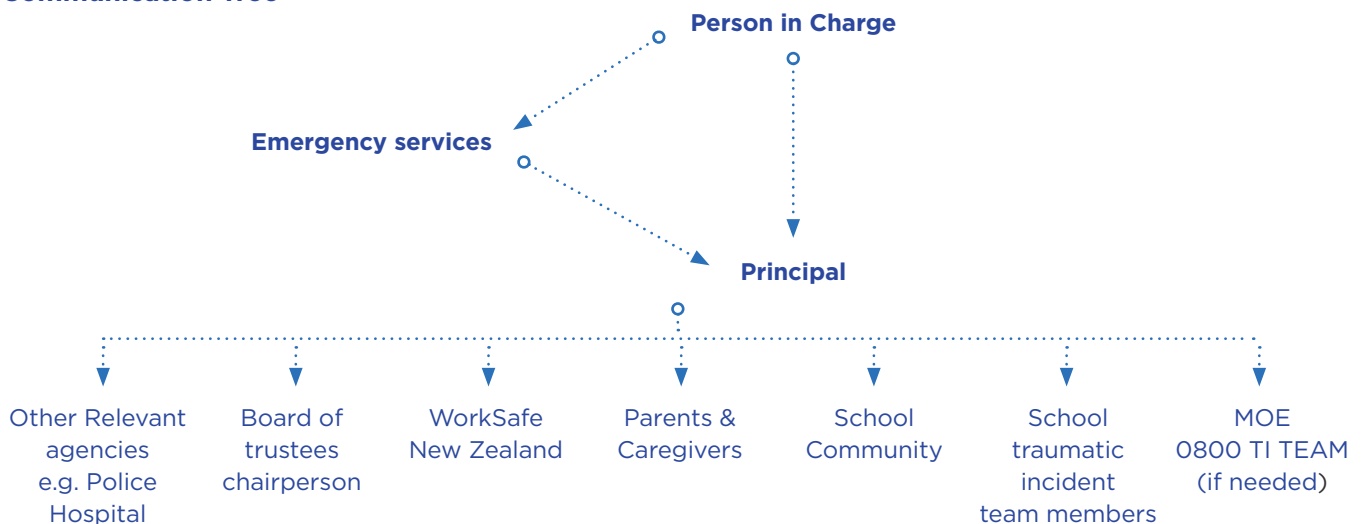 Person in Charge
Emergency services
Principal
Other Relevant
agencies
e.g. Police
Hospital
Board of
trustees
chairperson
WorkSafe
New Zealand
Parents &
Caregivers
School
Community
School
traumatic
incident
team members
MOE
0800 TI TEAM
(if needed)